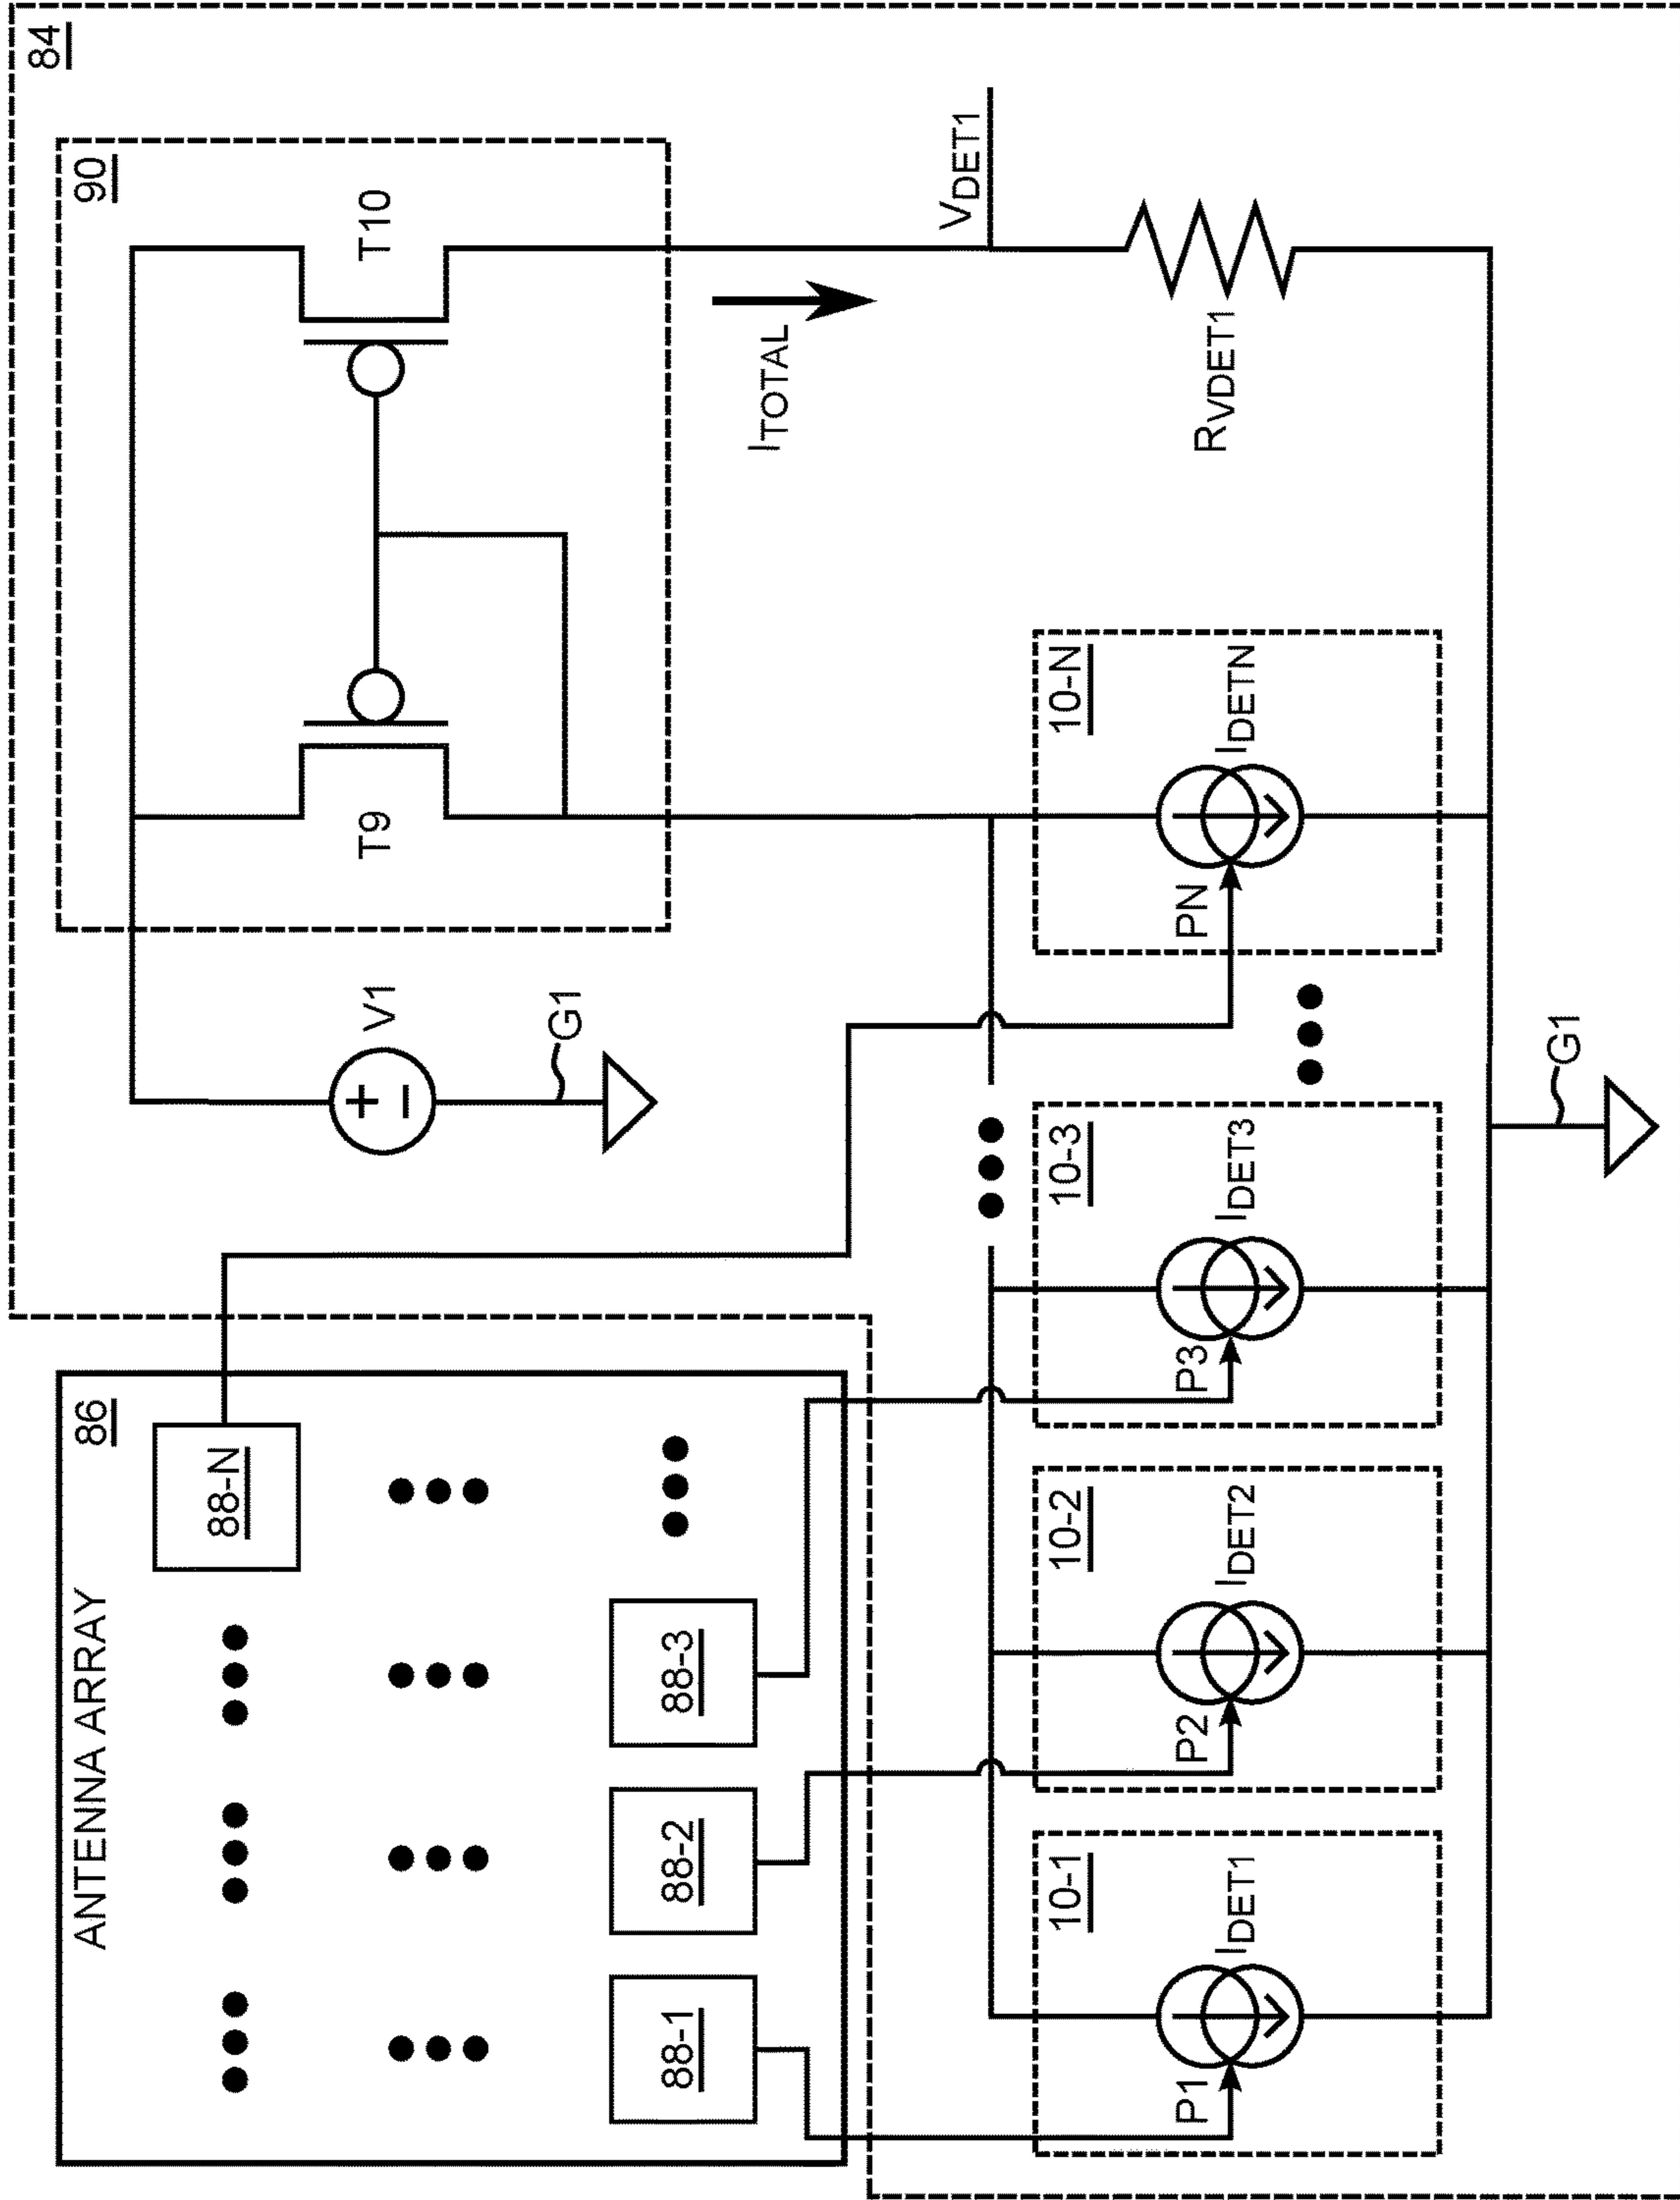 84
ANTENNA ARRAY
86
88-N
88-1
88-2
88-3
V1
G1
90
T9
T10
ITOTAL
VDET1
RVDET1
10-1
P1
IDET1
10-2
P2
IDET2
10-3
P3
IDET3
10-N
PN
IDETN
G1